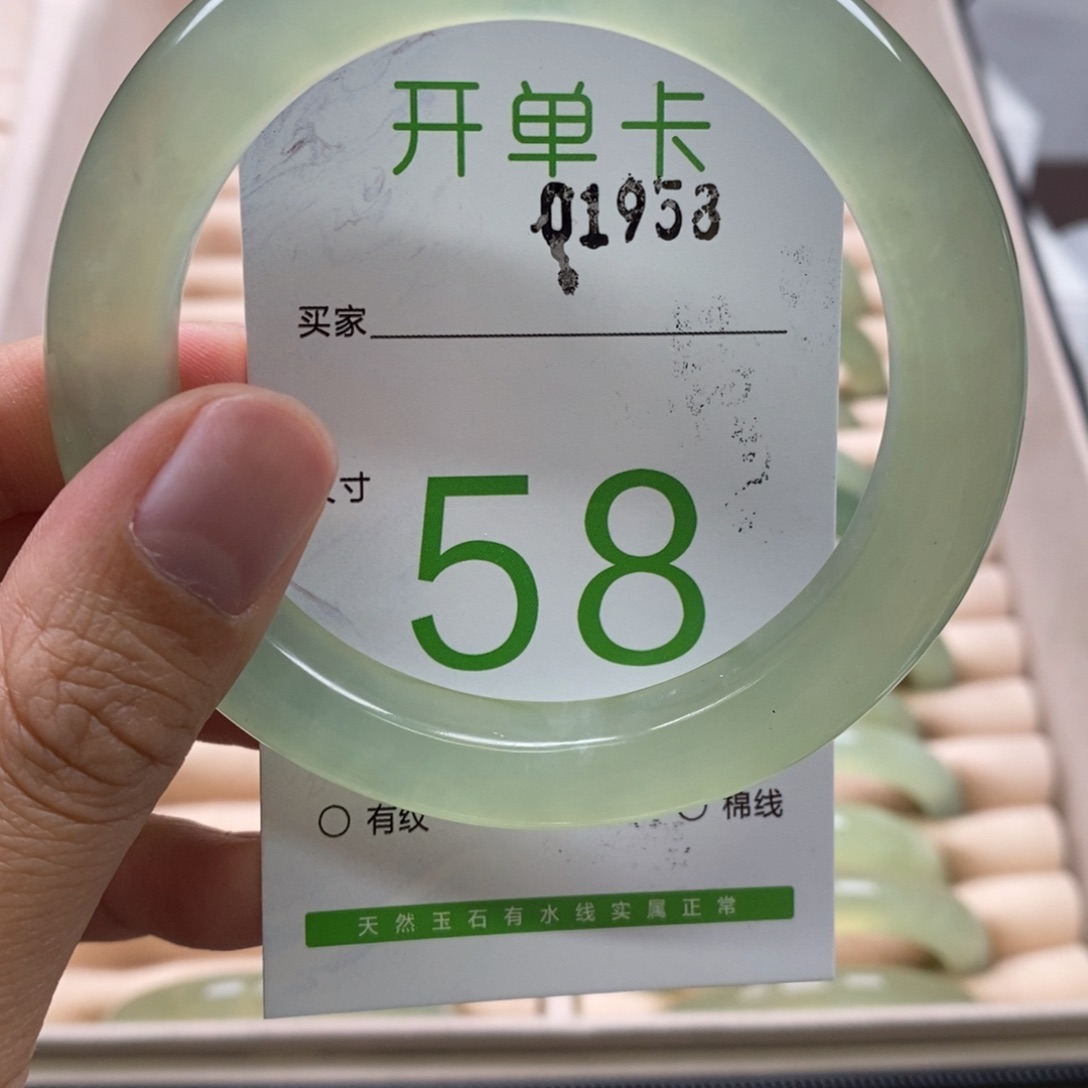 开单卡
01953
买家
寸
58
有纹 棉线
天然玉石有水线实属正常